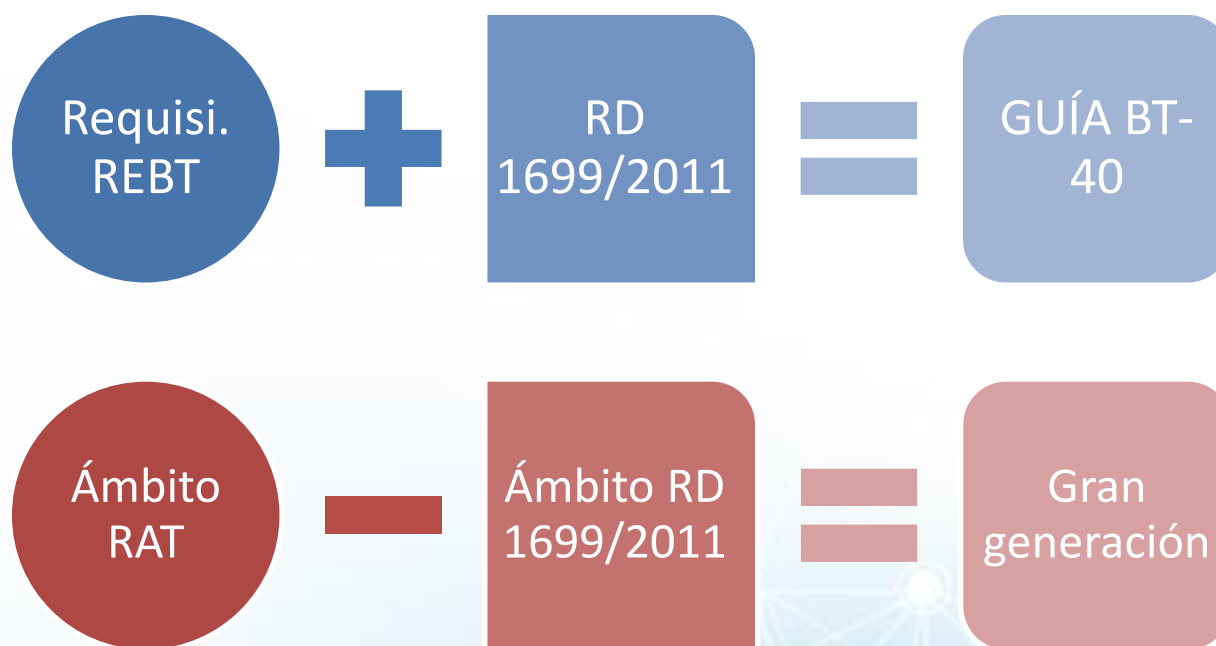 Requisi.
REBT
RD
1699/2011
GUÍA BT-
40
Ámbito
RAT
Ámbito RD
1699/2011
Gran
generación